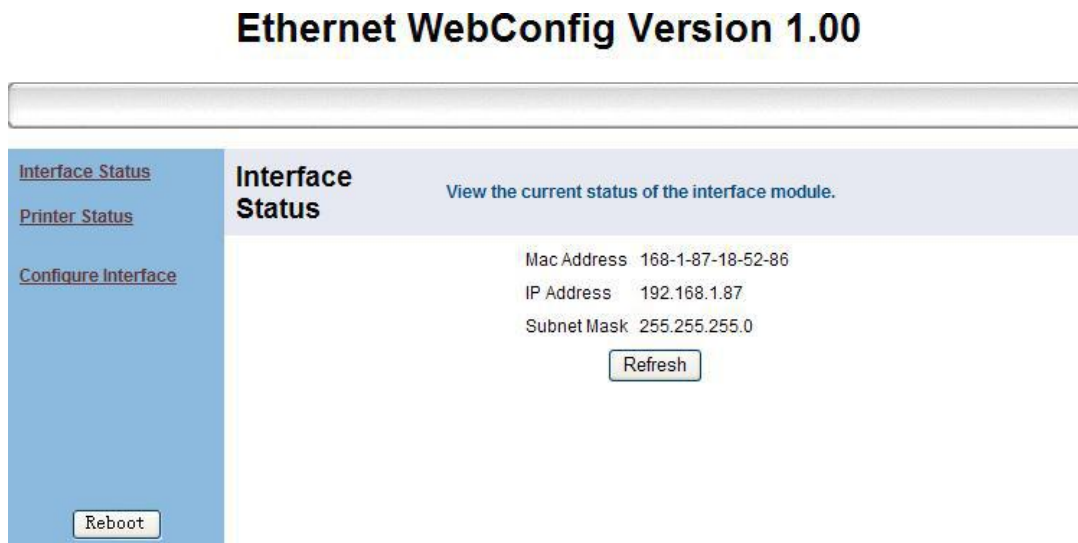 Ethernet WebConfig Version 1.00
Interface Status
Printer Status
Configure Interface
Reboot
Interface
Status
View the current status of the interface module.
Mac Address 168-1-87-18-52-86
IP Address 192.168.1.87
Subnet Mask 255.255.255.0
Refresh